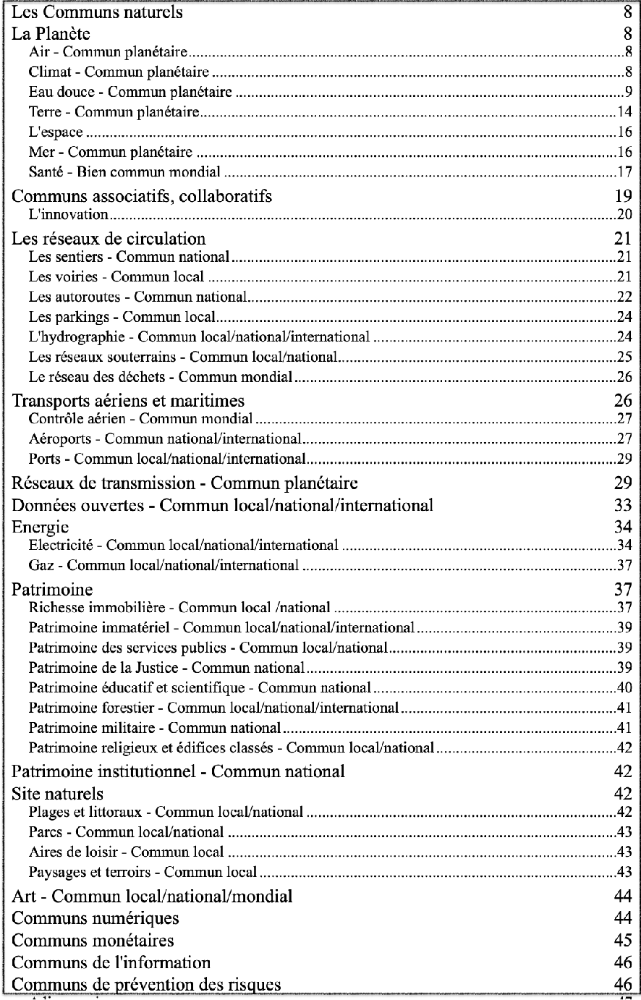 Les Communs naturels 8
La Planète 8
Air - Commun planétaire 8
Climat - Commun planétaire 8
Eau douce - Commun planétaire 9
Terre - Commun planétaire 14
L'espace 16
Mer - Commun planétaire 16
Santé - Bien commun mondial 17
Communs associatifs, collaboratifs 19
L'innovation 20
Les réseaux de circulation 21
Les sentiers - Commun national 21
Les voiries - Commun local 21
Les autoroutes - Commun national 22
Les parkings - Commun local 24
L'hydrographie - Commun local/national/international 24
Les réseaux souterrains - Commun local/national 25
Le réseau des déchets - Commun mondial 26
Transports aériens et maritimes 26
Contrôle aérien - Commun mondial 27
Aéroports - Commun national/international 27
Ports - Commun local/national/international 29
Réseaux de transmission - Commun planétaire 29
Données ouvertes - Commun local/national/international 33
Energie 34
Electricité - Commun local/national/international 34
Gaz - Commun local/national/international 37
Patrimoine 37
Richesse immobilière - Commun local /national 37
Patrimoine immatériel - Commun local/national/international 39
Patrimoine des services publics - Commun local/national 39
Patrimoine de la Justice - Commun national 39
Patrimoine éducatif et scientifique - Commun national 40
Patrimoine forestier - Commun local/national/international 41
Patrimoine militaire - Commun national 41
Patrimoine religieux et édifices classés - Commun local/national 42
Patrimoine institutionnel - Commun national 42
Site naturels 42
Plages et littoraux - Commun local/national 42
Parcs - Commun local/national 43
Aires de loisir - Commun local 43
Paysages et terroirs - Commun local 43
Art - Commun local/national/mondial 44
Communs numériques 44
Communs monétaires 45
Communs de l'information 46
Communs de prévention des risques 46